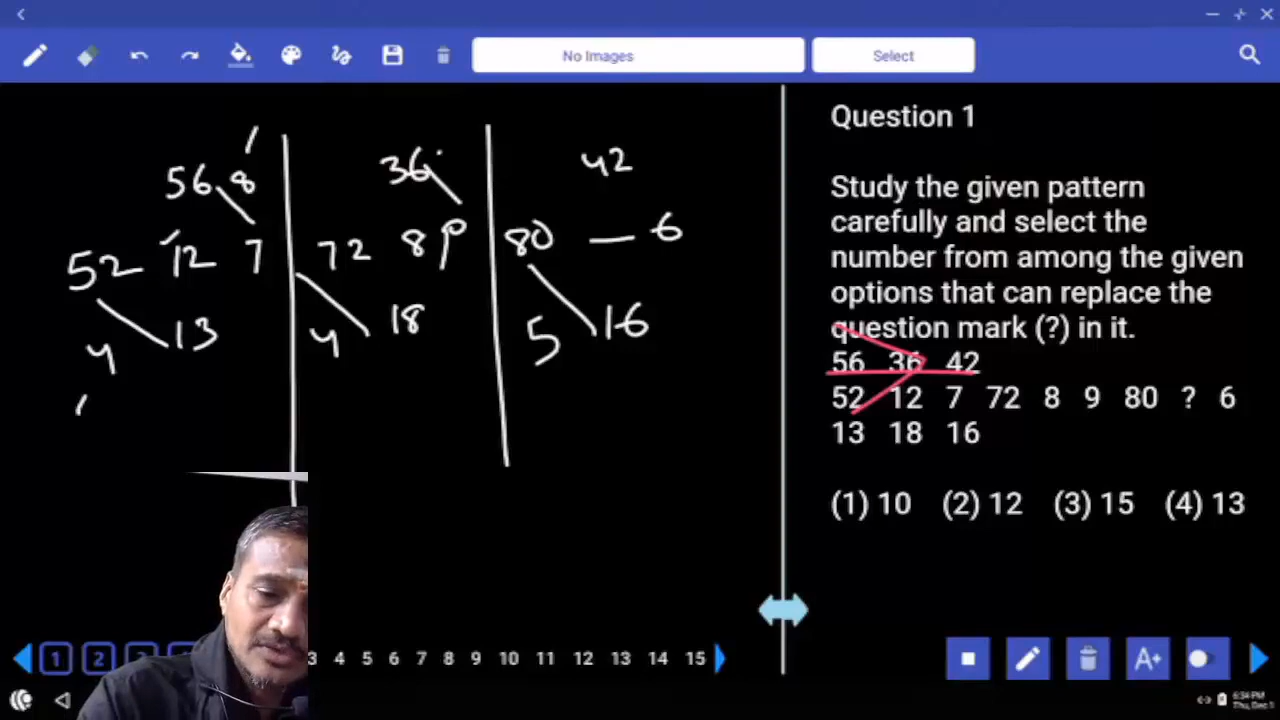 No Images
Select
56 8
36
42
52 12 7
72 8 9
80 — 6
4 13
4 18
5 16
Question 1
Study the given pattern
carefully and select the
number from among the given
options that can replace the
question mark (?) in it.
56 36 42
52 12 7 72 8 9 80 ? 6
13 18 16
(1) 10 (2) 12 (3) 15 (4) 13
1 2 3 4 5 6 7 8 9 10 11 12 13 14 15
A+
6:34 PM